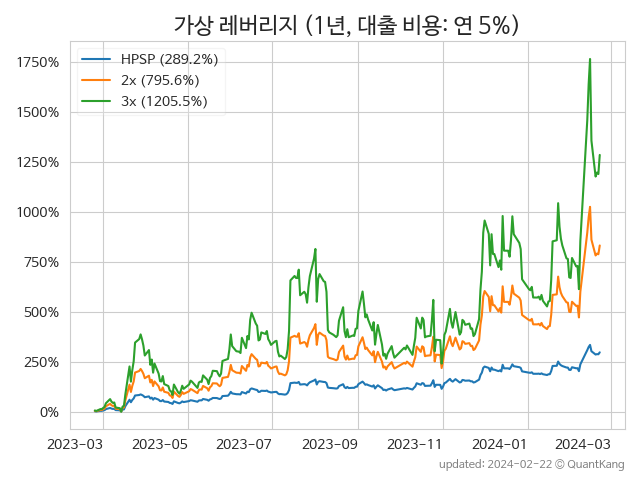 가상 레버리지 (1년, 대출 비용: 연 5%)
HPSP (289.2%)
2x (795.6%)
3x (1205.5%)
1750%
1500%
1250%
1000%
750%
500%
250%
0%
2023-03 2023-05 2023-07 2023-09 2023-11 2024-01 2024-03
updated: 2024-02-22 © QuantKang